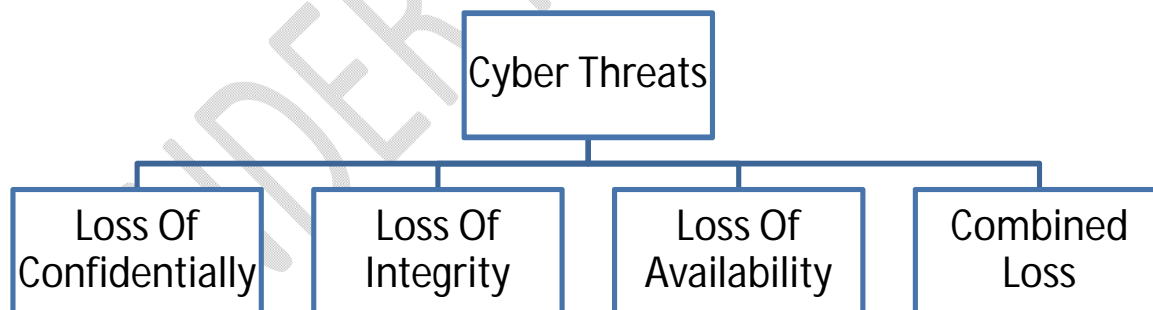 Cyber Threats
Loss Of
Confidentially
Loss Of
Integrity
Loss Of
Availability
Combined
Loss